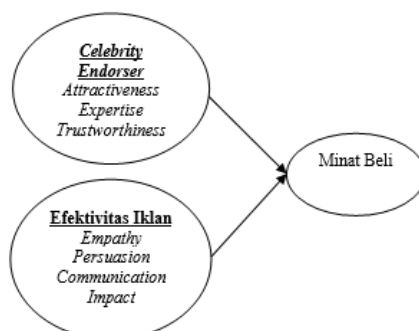 Celebrity
Endorser
Attractiveness
Expertise
Trustworthiness
Minat Beli
Efektivitas Iklan
Empathy
Persuasion
Communication
Impact